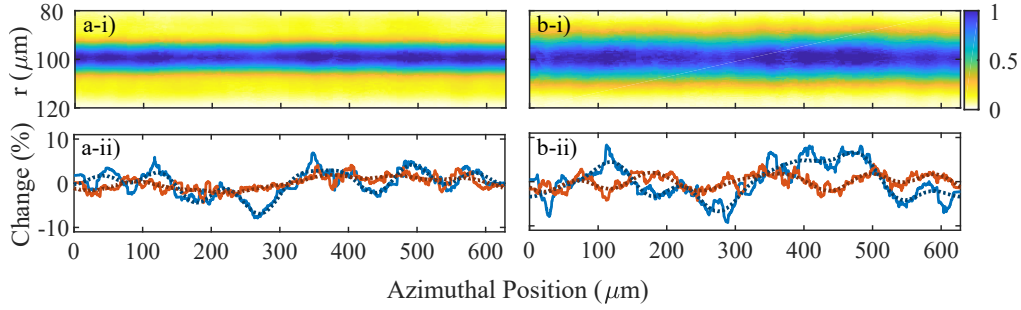 80
100
120
r (μm)
a-i)
b-i)
1
0.5
0
10
0
-10
Change (%)
a-ii)
b-ii)
0 100 200 300 400 500 600
0 100 200 300 400 500 600
Azimuthal Position (μm)